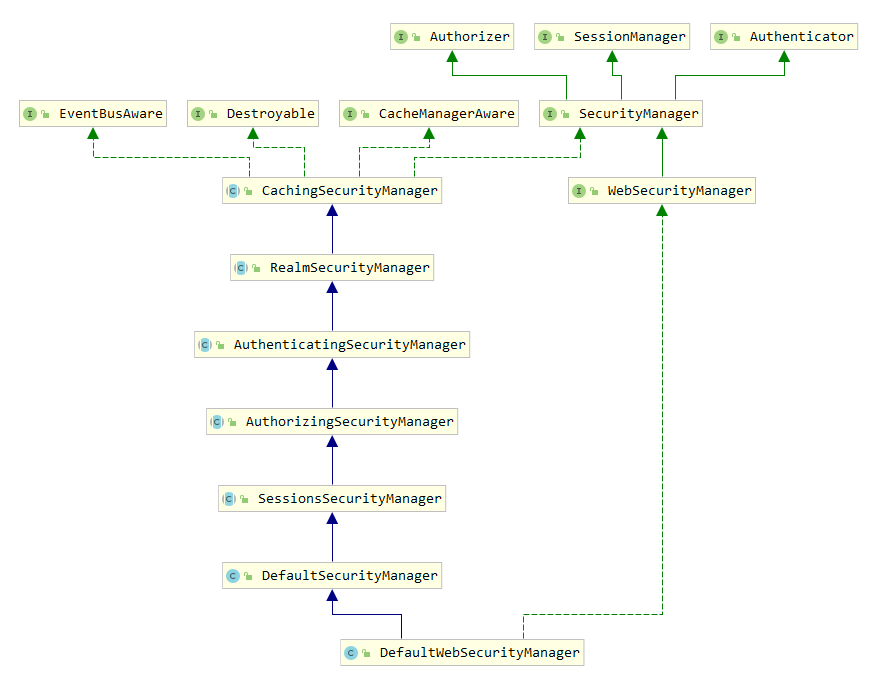 I Authorizer
I SessionManager
I Authenticator
I EventBusAware
I Destroyable
I CacheManagerAware
I SecurityManager
C CachingSecurityManager
I WebSecurityManager
C RealmSecurityManager
C AuthenticatingSecurityManager
C AuthorizingSecurityManager
C SessionsSecurityManager
C DefaultSecurityManager
C DefaultWebSecurityManager